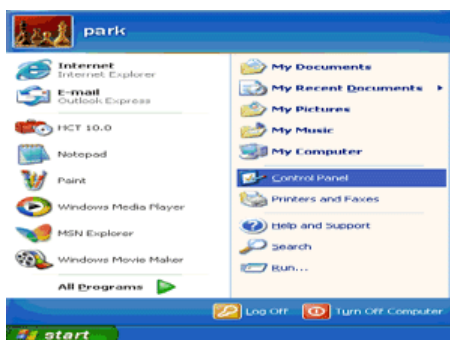 park
Internet
Internet Explorer
E-mail
Outlook Express
HCT 10.0
Notepad
Paint
Windows Media Player
MSN Explorer
Windows Movie Maker
All Programs
My Documents
My Recent Documents
My Pictures
My Music
My Computer
Control Panel
Printers and Faxes
Help and Support
Search
Run...
Log Off
Turn Off Computer
start